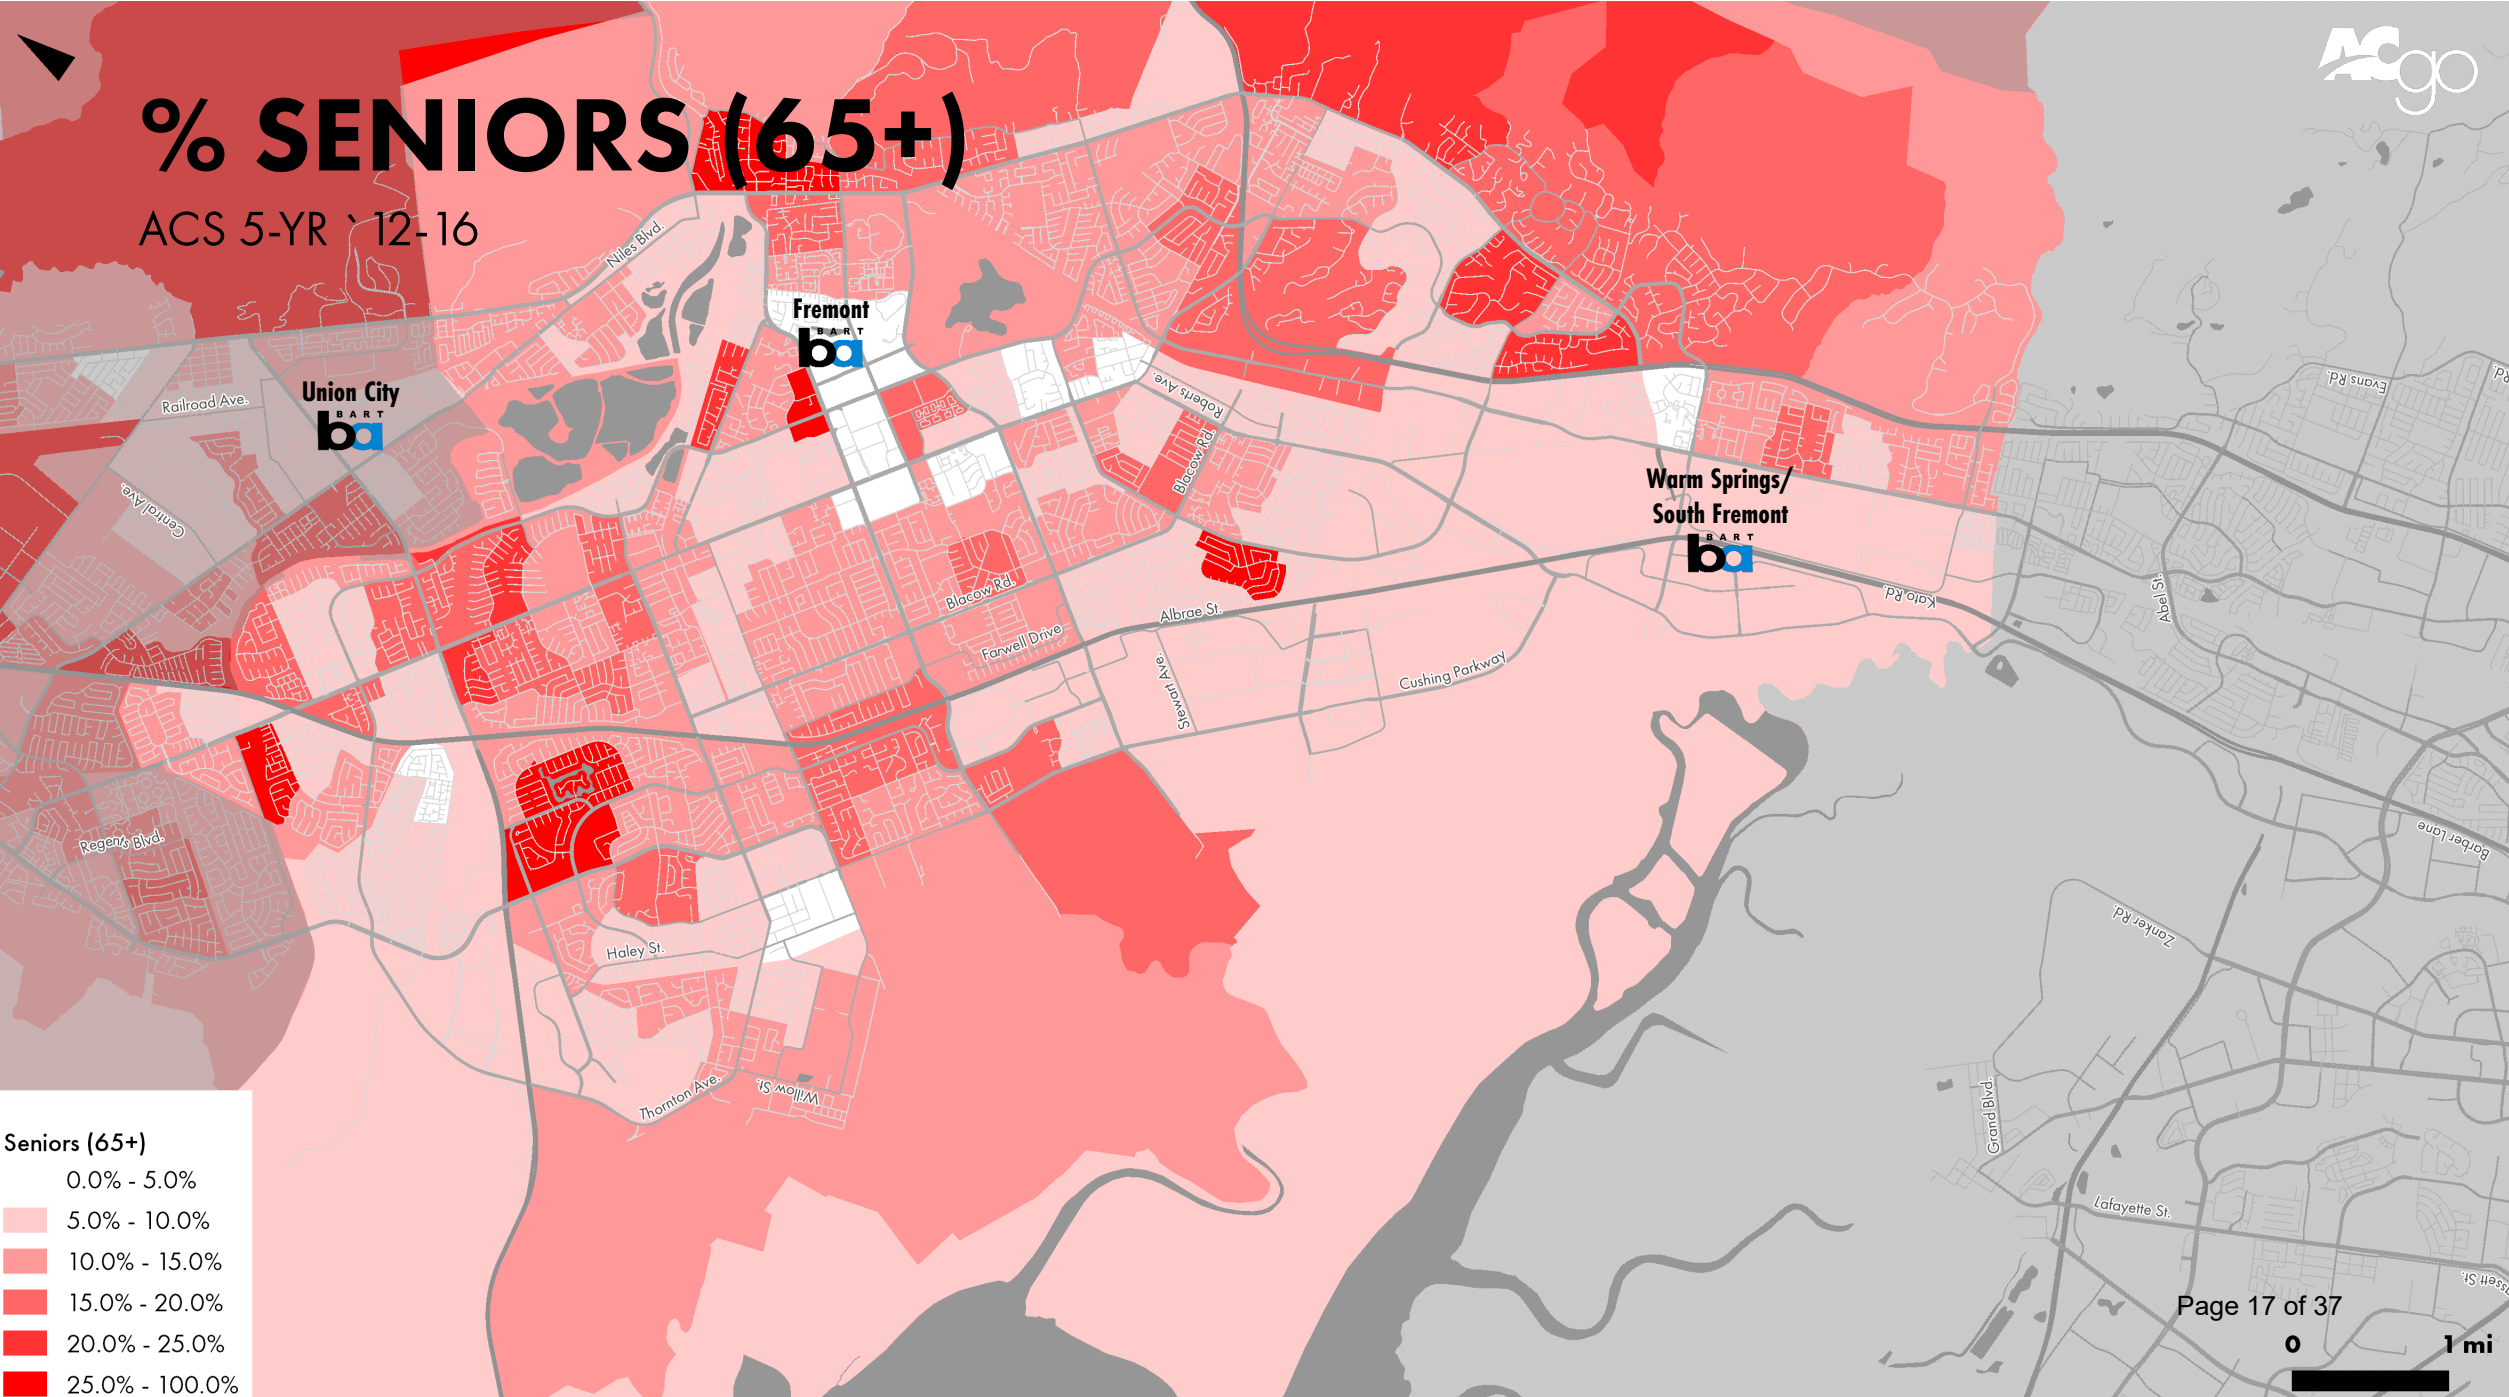 ACgo
% SENIORS (65+)
ACS 5-YR `12-16
Niles Blvd.
Fremont
BART
ba
Union City
BART
ba
Railroad Ave.
Central Ave.
Roberts Ave.
Blacow Rd.
Evans Rd.
Rd.
Warm Springs/
South Fremont
BART
ba
Blacow Rd.
Albrae St.
Kato Rd.
Abel St.
Farwell Drive
Stewart Ave.
Cushing Parkway
Regents Blvd.
Barber Lane
Zanker Rd.
Haley St.
Thornton Ave.
Willow St.
Grand Blvd.
Lafayette St.
Seniors (65+)
0.0% - 5.0%
5.0% - 10.0%
10.0% - 15.0%
15.0% - 20.0%
20.0% - 25.0%
25.0% - 100.0%
Page 17 of 37
0 1 mi